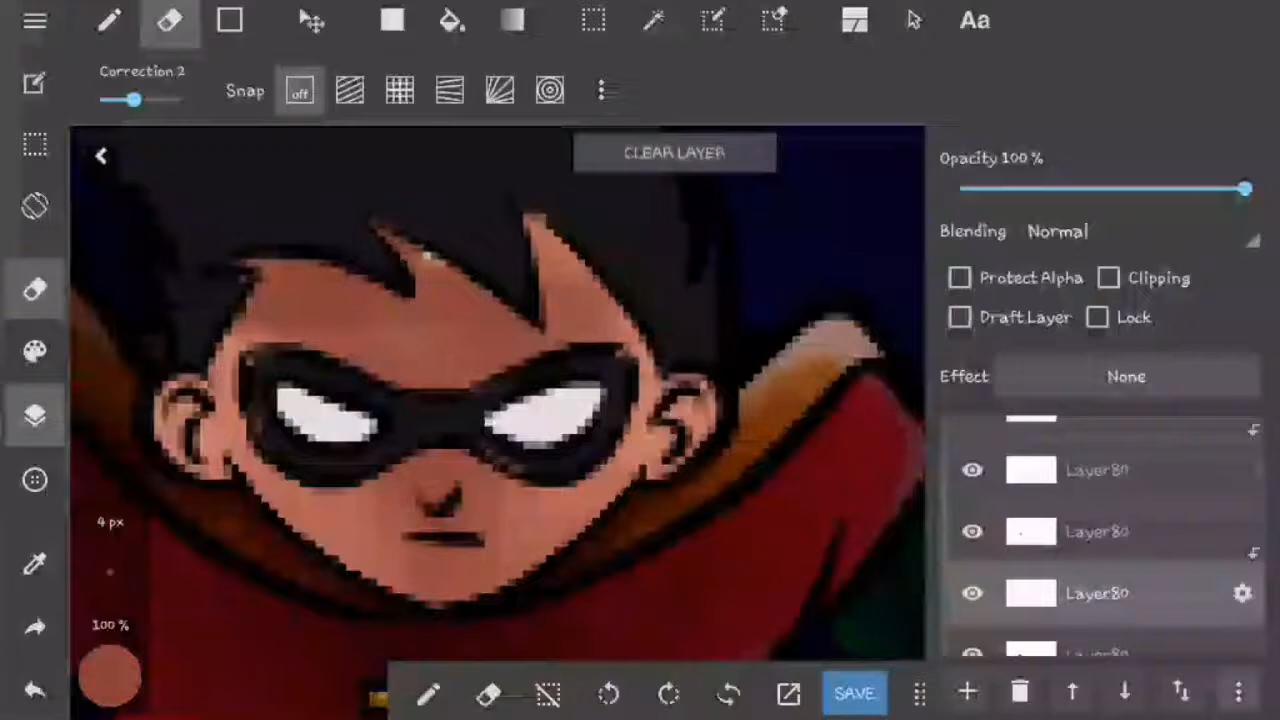 Aa
Correction 2
Snap
off
CLEAR LAYER
Opacity 100 %
Blending Normal
Protect Alpha
Clipping
Draft Layer
Lock
Effect
None
Layer80
Layer80
Layer80
Layer80
4 px
100 %
SAVE